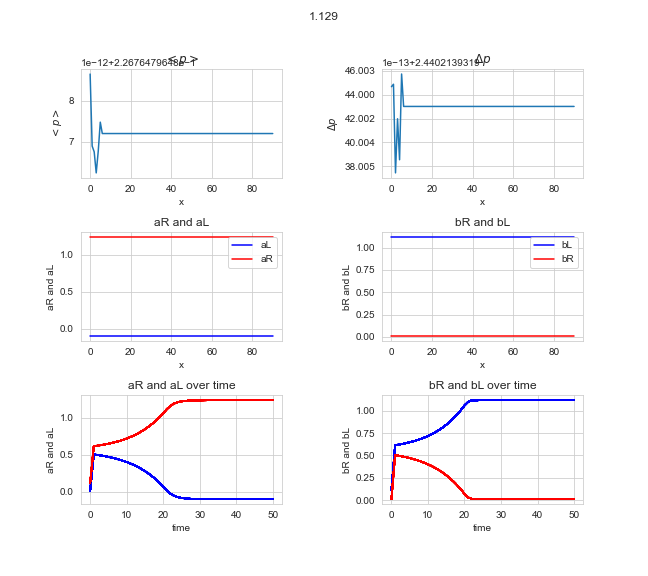 1.129
<p>
Δp
1e−12+2.2676479648e−1
1e−13+2.4402139319
<p>
8
7
0 20 40 60 80
x
Δp
46.003
44.002
42.002
40.004
38.005
0 20 40 60 80
x
aR and aL
aR and aL
1.0
0.5
0.0
aL
aR
0 20 40 60 80
x
bR and bL
bR and bL
1.00
0.75
0.50
0.25
0.00
bL
bR
0 20 40 60 80
x
aR and aL over time
aR and aL
1.0
0.5
0.0
0 10 20 30 40 50
time
bR and bL over time
bR and bL
1.00
0.75
0.50
0.25
0.00
0 10 20 30 40 50
time